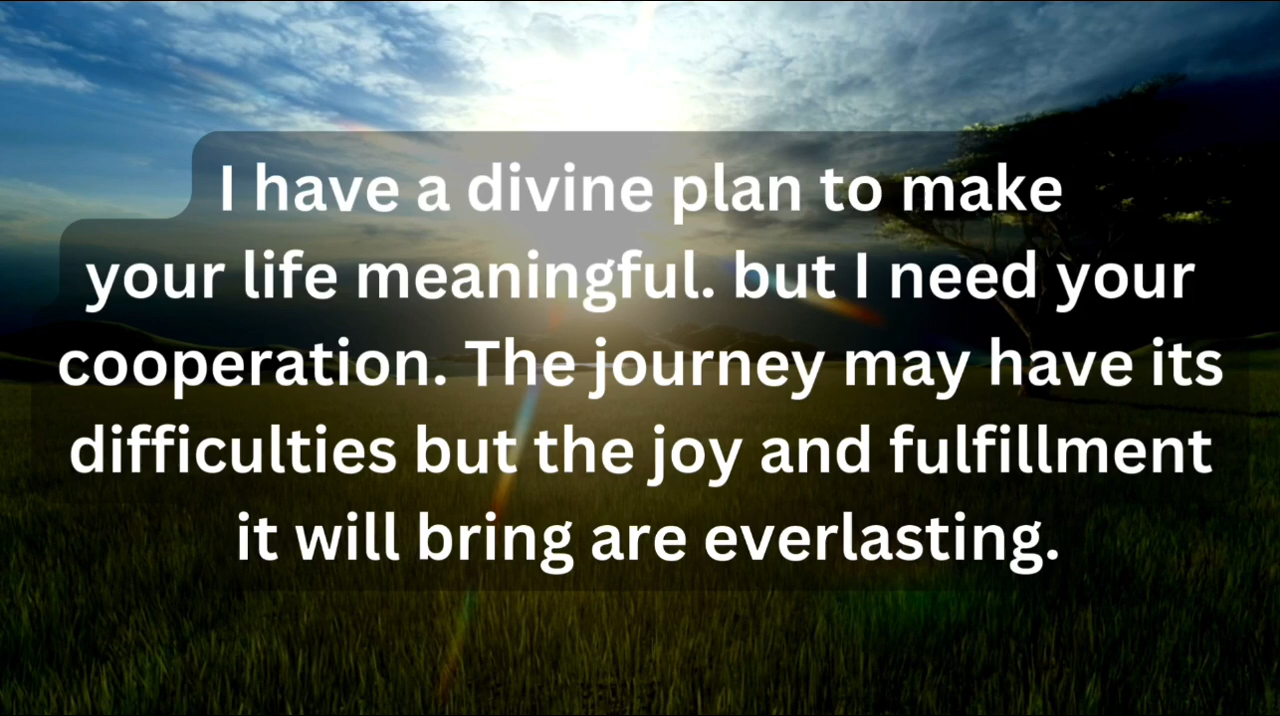 I have a divine plan to make
your life meaningful. but I need your
cooperation. The journey may have its
difficulties but the joy and fulfillment
it will bring are everlasting.